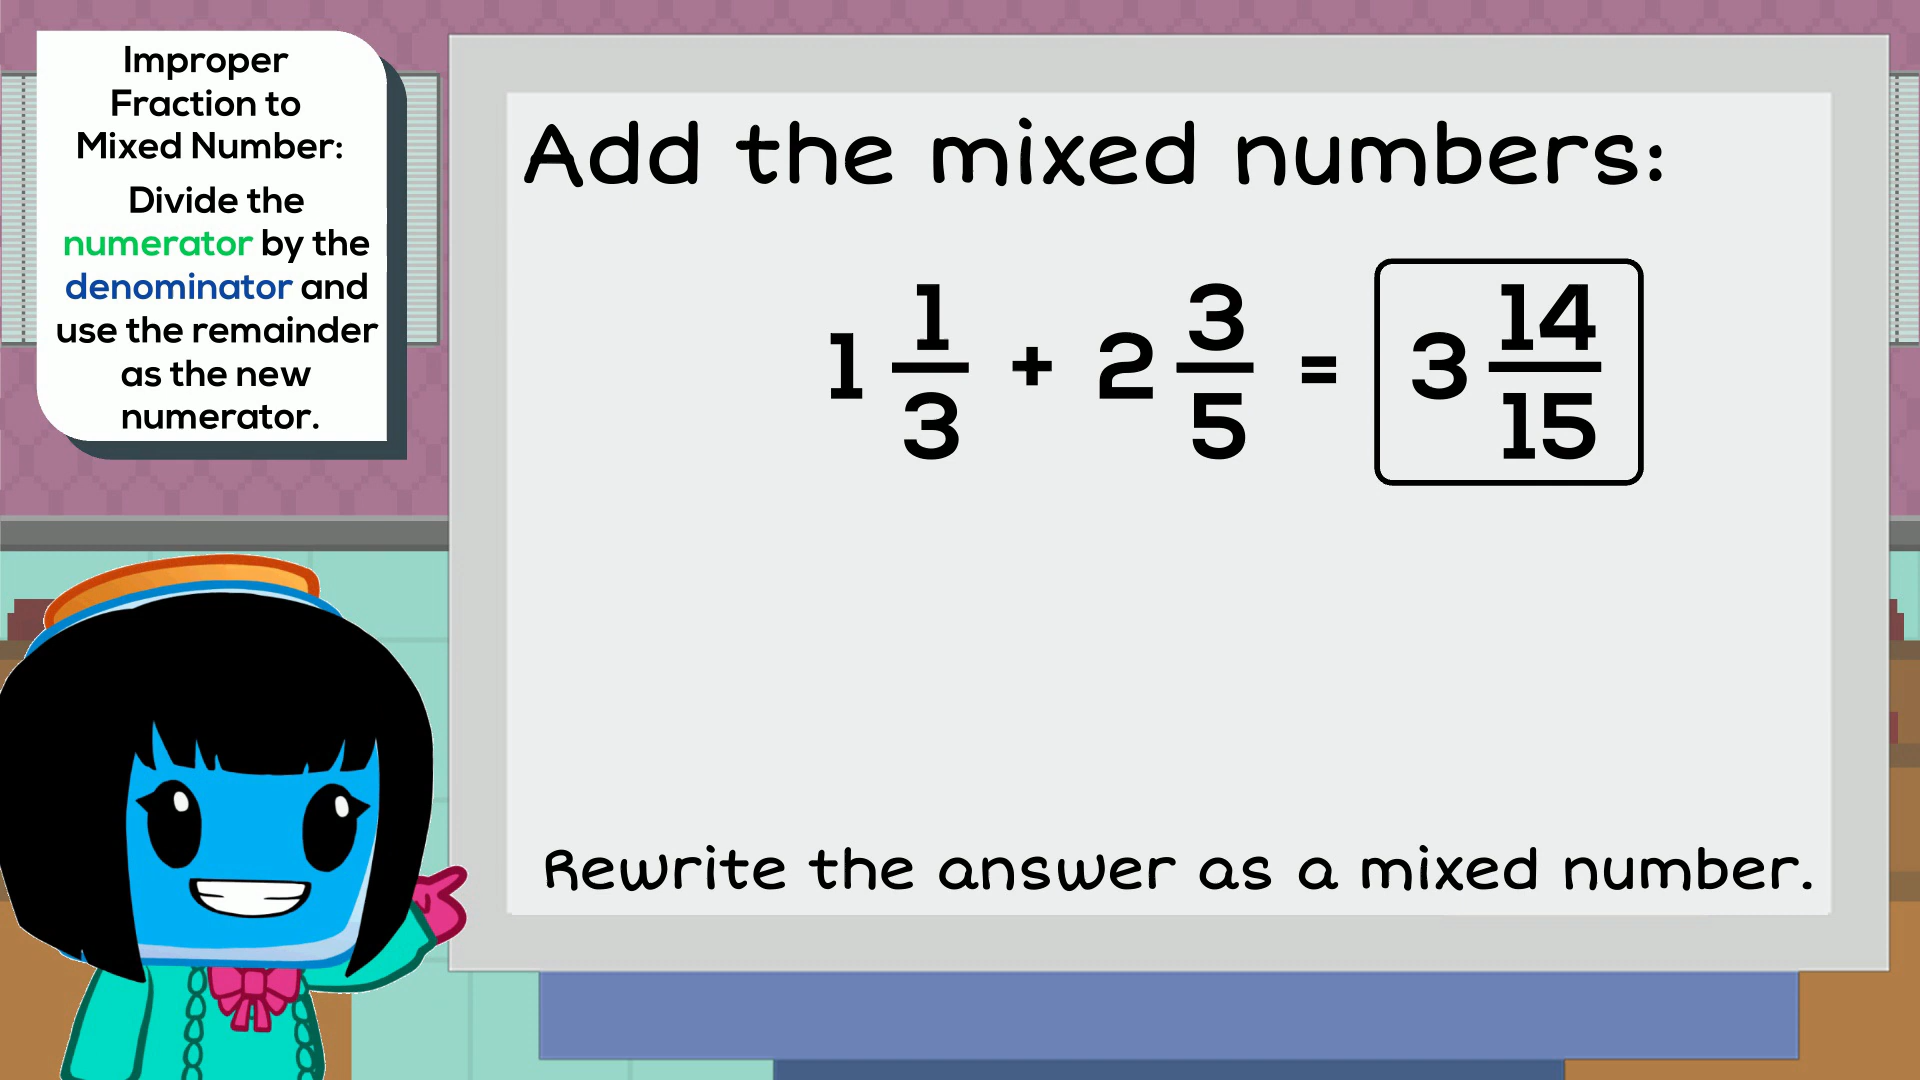 Improper
Fraction to
Mixed Number:
Divide the
numerator by the
denominator and
use the remainder
as the new
numerator.
Add the mixed numbers:
1 1/3 + 2 3/5 = 3 14/15
Rewrite the answer as a mixed number.